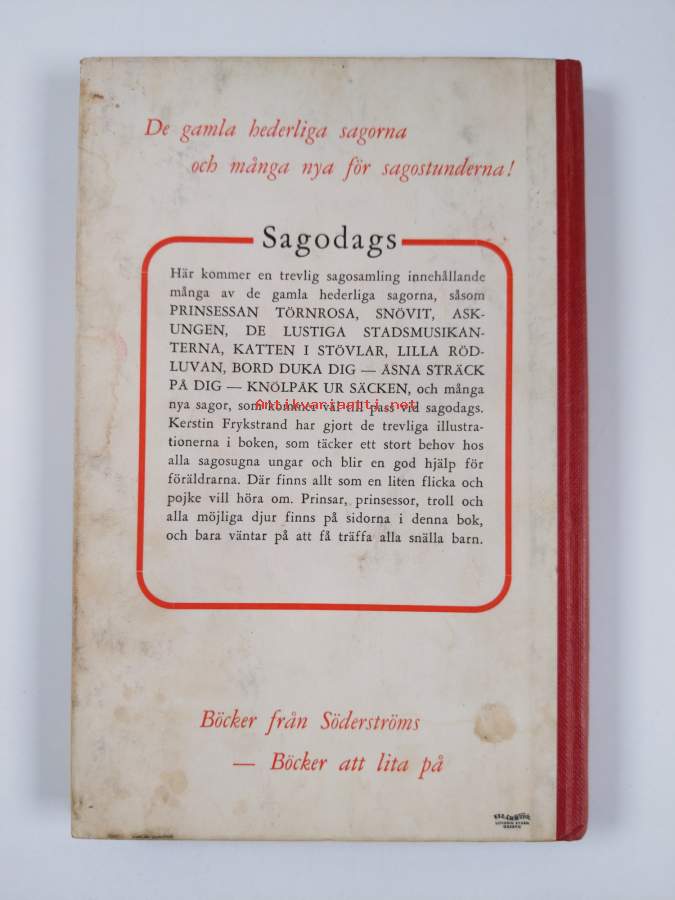 De gamla hederliga sagorna
och många nya för sagostunderna!
Sagodags
Här kommer en trevlig sagosamling innehållande
många av de gamla hederliga sagorna, såsom
PRINSESSAN TÖRNROSA, SNÖVIT, ASK-
UNGEN, DE LUSTIGA STADSMUSIKAN-
TERNA, KATTEN I STÖVLAR, LILLA RÖD-
LUVAN, BORD DUKA DIG — ÅSNA STRÄCK
PÅ DIG — KNÖLPÅK UR SÄCKEN, och många
nya sagor, som kommer väl till pass vid sagodags.
Antikvariaatti.net
Kerstin Frykstrand har gjort de trevliga illustra-
tionerna i boken, som täcker ett stort behov hos
alla sagosugna ungar och blir en god hjälp för
föräldrarna. Där finns allt som en liten flicka och
pojke vill höra om. Prinsar, prinsessor, troll och
alla möjliga djur finns på sidorna i denna bok,
och bara väntar på att få träffa alla snälla barn.
Böcker från Söderströms
— Böcker att lita på